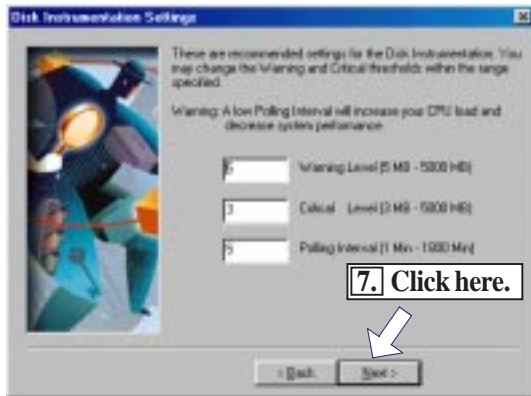 Disk Instrumentation Settings
These are recommended settings for the Disk Instrumentation. You
may change the Warning and Critical thresholds within the range
specified.
Warning: A low Polling Interval will increase your CPU load and
decrease system performance.
Warning Level (5 MB - 5000 MB)
3 Critical Level (3 MB - 5000 MB)
5 Polling Interval (1 Min - 1800 Min)
7. Click here.
< Back Next >